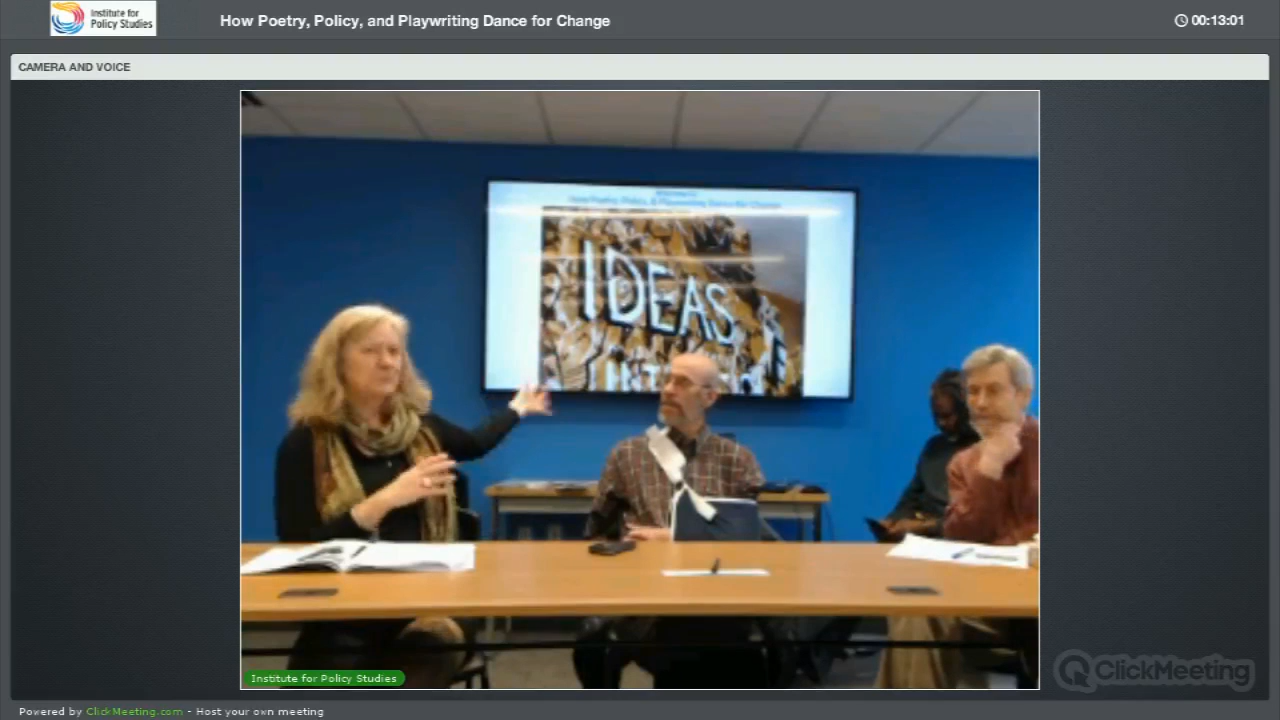 Institute for
Policy Studies
How Poetry, Policy, and Playwriting Dance for Change
00:13:01
CAMERA AND VOICE
How Poetry, Policy, & Playwriting Dance for Change
IDEAS
Institute for Policy Studies
ClickMeeting
Powered by ClickMeeting.com - Host your own meeting